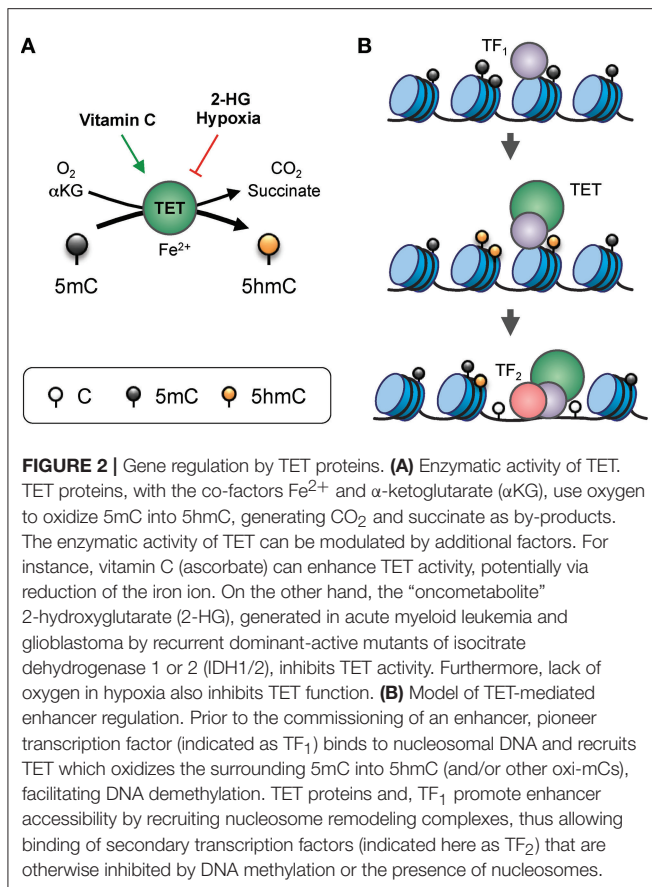 A
Vitamin C
2-HG
Hypoxia
O2
αKG
TET
Fe2+
CO2
Succinate
5mC
5hmC
C 5mC 5hmC
B
TF1
TET
TF2
FIGURE 2 | Gene regulation by TET proteins. (A) Enzymatic activity of TET.
TET proteins, with the co-factors Fe2+ and α-ketoglutarate (αKG), use oxygen
to oxidize 5mC into 5hmC, generating CO2 and succinate as by-products.
The enzymatic activity of TET can be modulated by additional factors. For
instance, vitamin C (ascorbate) can enhance TET activity, potentially via
reduction of the iron ion. On the other hand, the “oncometabolite”
2-hydroxyglutarate (2-HG), generated in acute myeloid leukemia and
glioblastoma by recurrent dominant-active mutants of isocitrate
dehydrogenase 1 or 2 (IDH1/2), inhibits TET activity. Furthermore, lack of
oxygen in hypoxia also inhibits TET function. (B) Model of TET-mediated
enhancer regulation. Prior to the commissioning of an enhancer, pioneer
transcription factor (indicated as TF1) binds to nucleosomal DNA and recruits
TET which oxidizes the surrounding 5mC into 5hmC (and/or other oxi-mCs),
facilitating DNA demethylation. TET proteins and, TF1 promote enhancer
accessibility by recruiting nucleosome remodeling complexes, thus allowing
binding of secondary transcription factors (indicated here as TF2) that are
otherwise inhibited by DNA methylation or the presence of nucleosomes.